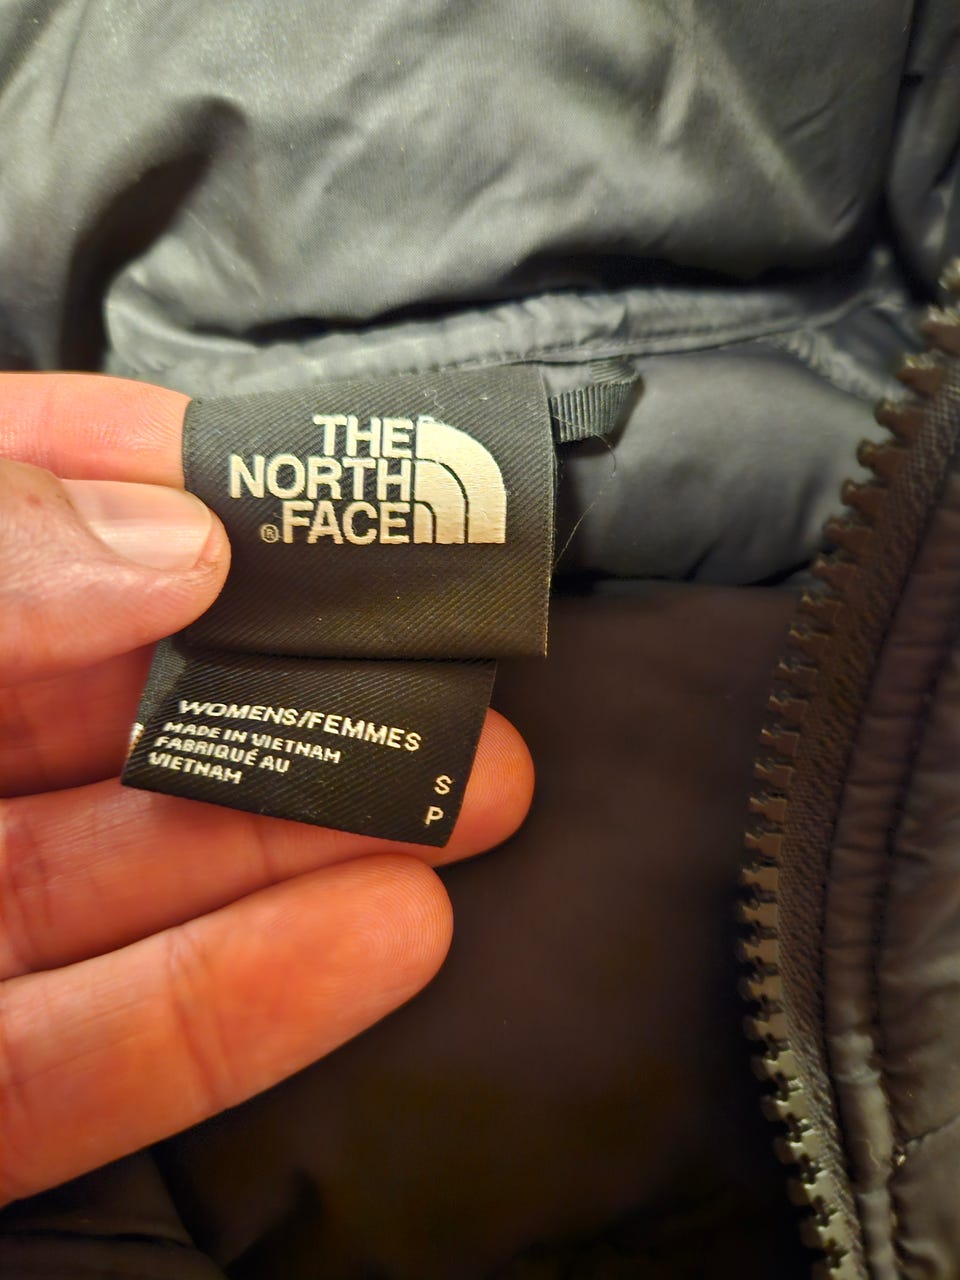 THE
NORTH
®FACE
WOMENS/FEMMES
MADE IN VIETNAM
FABRIQUÉ AU
VIETNAM
S
P